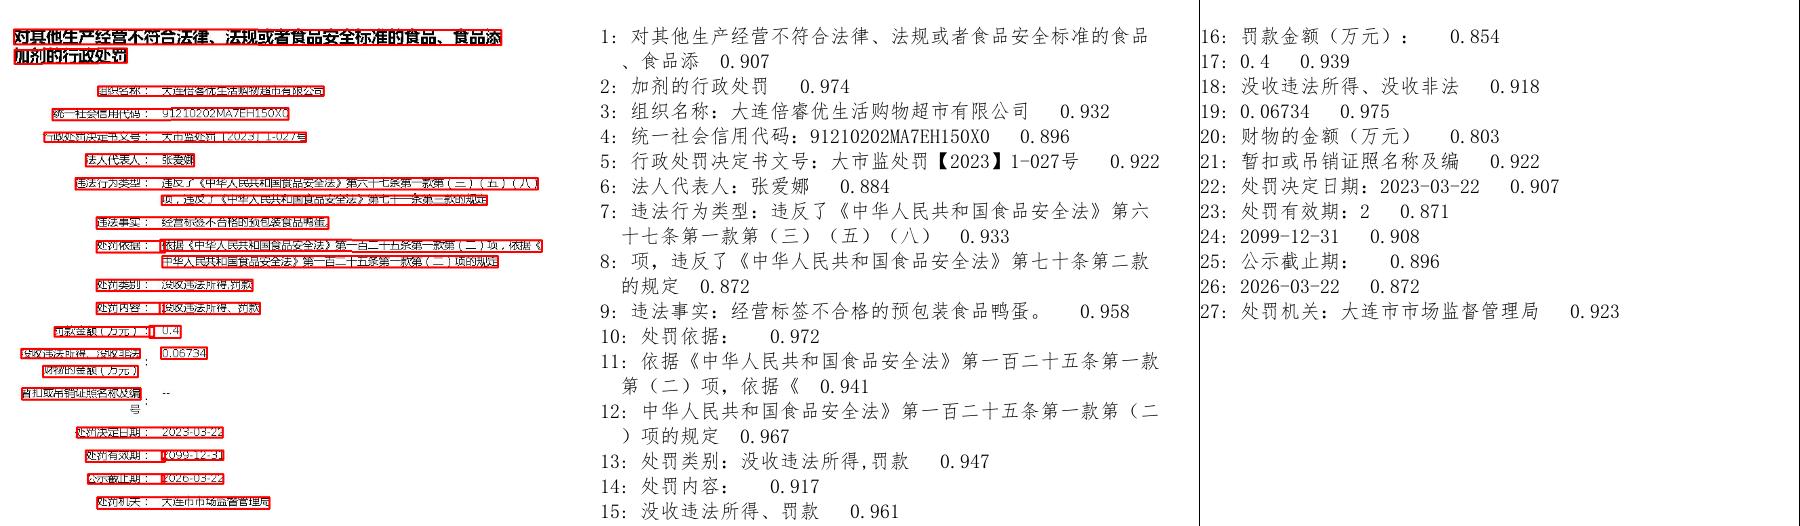 对其他生产经营不符合法律、法规或者食品安全标准的食品、食品添
加剂的行政处罚
组织名称： 大连倍睿优生活购物超市有限公司
统一社会信用代码： 91210202MA7EH150X0
行政处罚决定书文号： 大市监处罚〔2023〕1-027号
法人代表人： 张爱娜
违法行为类型： 违反了《中华人民共和国食品安全法》第六十七条第一款第（三）（五）（八）
项，违反了《中华人民共和国食品安全法》第七十一条第三款的规定
违法事实： 经营标签不合格的预包装食品鸭蛋。
处罚依据： 依据《中华人民共和国食品安全法》第一百二十五条第一款第（二）项，依据《
中华人民共和国食品安全法》第一百二十五条第一款第（二）项的规定
处罚类别： 没收违法所得,罚款
处罚内容： 没收违法所得、罚款
罚款金额（万元）： 0.4
没收违法所得、没收非法 0.06734
：
财物的金额（万元）
暂扣或吊销证照名称及编 --
：
号
处罚决定日期： 2023-03-22
处罚有效期： 2099-12-31
公示截止期： 2026-03-22
处罚机关： 大连市市场监督管理局
1: 对其他生产经营不符合法律、法规或者食品安全标准的食品
、食品添 0.907
2: 加剂的行政处罚 0.974
3: 组织名称：大连倍睿优生活购物超市有限公司 0.932
4: 统一社会信用代码：91210202MA7EH150X0 0.896
5: 行政处罚决定书文号：大市监处罚【2023】1-027号 0.922
6: 法人代表人：张爱娜 0.884
7: 违法行为类型：违反了《中华人民共和国食品安全法》第六
十七条第一款第（三）（五）（八） 0.933
8: 项，违反了《中华人民共和国食品安全法》第七十条第二款
的规定 0.872
9: 违法事实：经营标签不合格的预包装食品鸭蛋。 0.958
10: 处罚依据： 0.972
11: 依据《中华人民共和国食品安全法》第一百二十五条第一款
第（二）项，依据《 0.941
12: 中华人民共和国食品安全法》第一百二十五条第一款第（二
）项的规定 0.967
13: 处罚类别：没收违法所得,罚款 0.947
14: 处罚内容： 0.917
15: 没收违法所得、罚款 0.961
16: 罚款金额（万元）： 0.854
17: 0.4 0.939
18: 没收违法所得、没收非法 0.918
19: 0.06734 0.975
20: 财物的金额（万元） 0.803
21: 暂扣或吊销证照名称及编 0.922
22: 处罚决定日期：2023-03-22 0.907
23: 处罚有效期：2 0.871
24: 2099-12-31 0.908
25: 公示截止期： 0.896
26: 2026-03-22 0.872
27: 处罚机关：大连市市场监督管理局 0.923